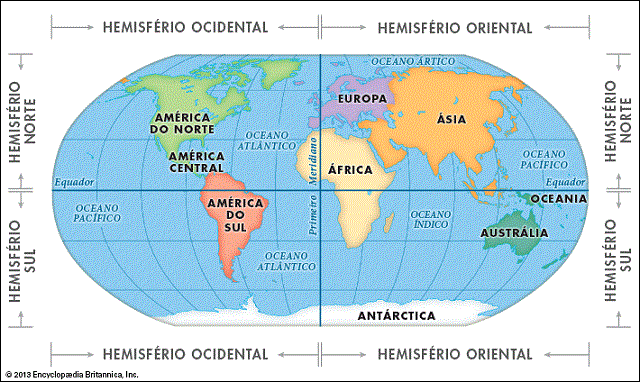 HEMISFÉRIO OCIDENTAL
HEMISFÉRIO ORIENTAL
HEMISFÉRIO
NORTE
HEMISFÉRIO
NORTE
OCEANO ÁRTICO
EUROPA
AMÉRICA
DO NORTE
ÁSIA
OCEANO
ATLÂNTICO
Primeiro Meridiano
AMÉRICA
CENTRAL
ÁFRICA
OCEANO
PACÍFICO
Equador
Equador
OCEANIA
OCEANO
PACÍFICO
AMÉRICA
DO
SUL
OCEANO
ÍNDICO
AUSTRÁLIA
HEMISFÉRIO
SUL
HEMISFÉRIO
SUL
OCEANO
ATLÂNTICO
ANTÁRCTICA
HEMISFÉRIO OCIDENTAL
HEMISFÉRIO ORIENTAL
© 2013 Encyclopædia Britannica, Inc.